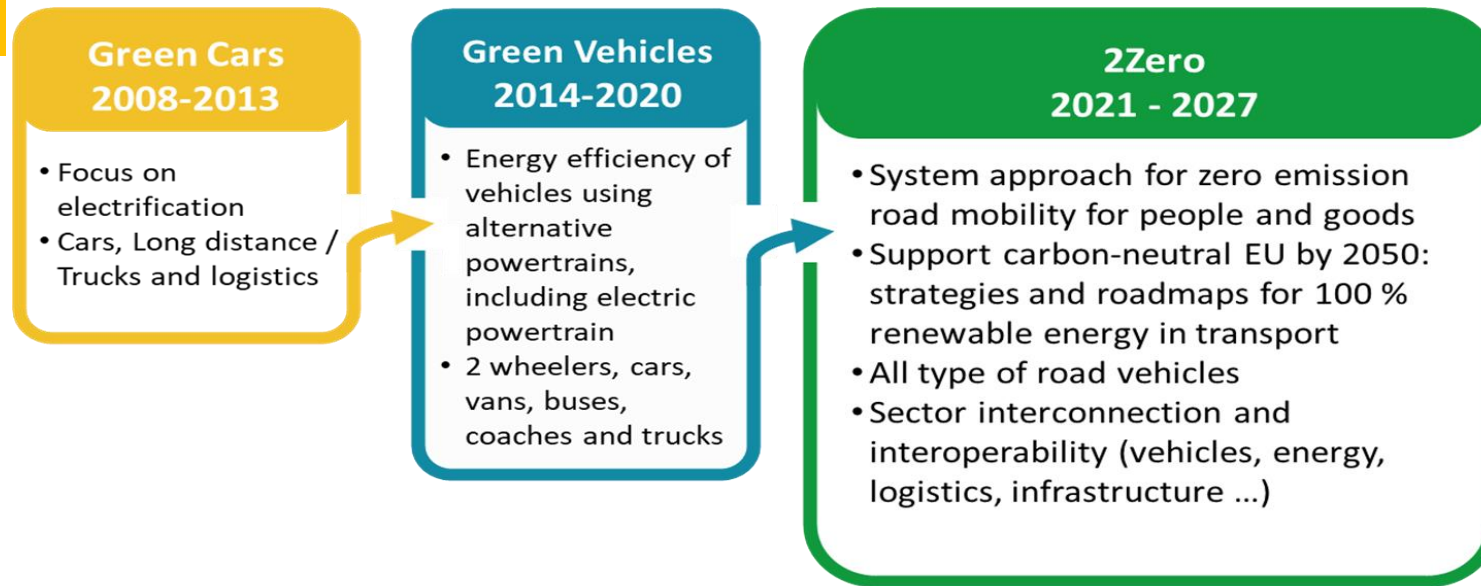 Green Cars
2008-2013
• Focus on
electrification
• Cars, Long distance /
Trucks and logistics
Green Vehicles
2014-2020
• Energy efficiency of
vehicles using
alternative
powertrains,
including electric
powertrain
• 2 wheelers, cars,
vans, buses,
coaches and trucks
2Zero
2021 - 2027
• System approach for zero emission
road mobility for people and goods
• Support carbon-neutral EU by 2050:
strategies and roadmaps for 100 %
renewable energy in transport
• All type of road vehicles
• Sector interconnection and
interoperability (vehicles, energy,
logistics, infrastructure ...)